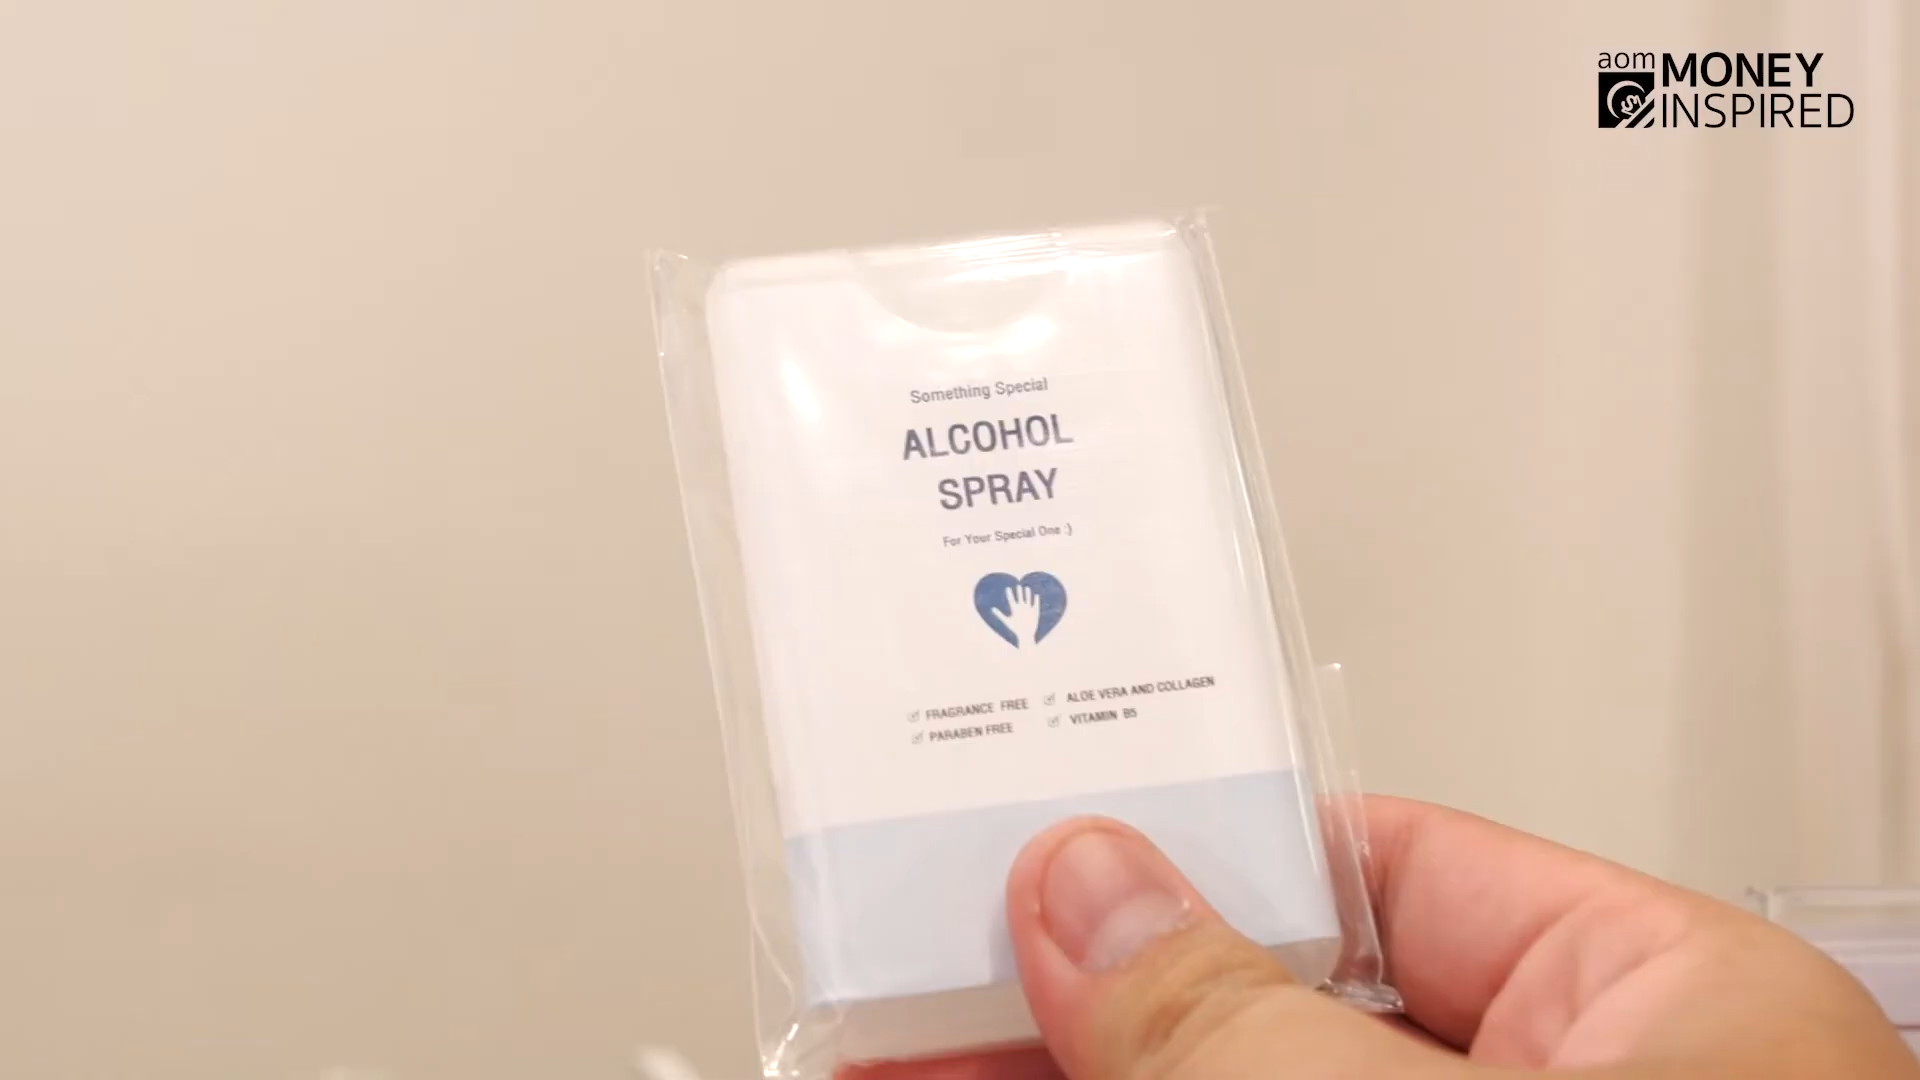 aom
MONEY
INSPIRED
Something Special
ALCOHOL
SPRAY
For Your Special One :)
FRAGRANCE FREE
PARABEN FREE
ALOE VERA AND COLLAGEN
VITAMIN B5